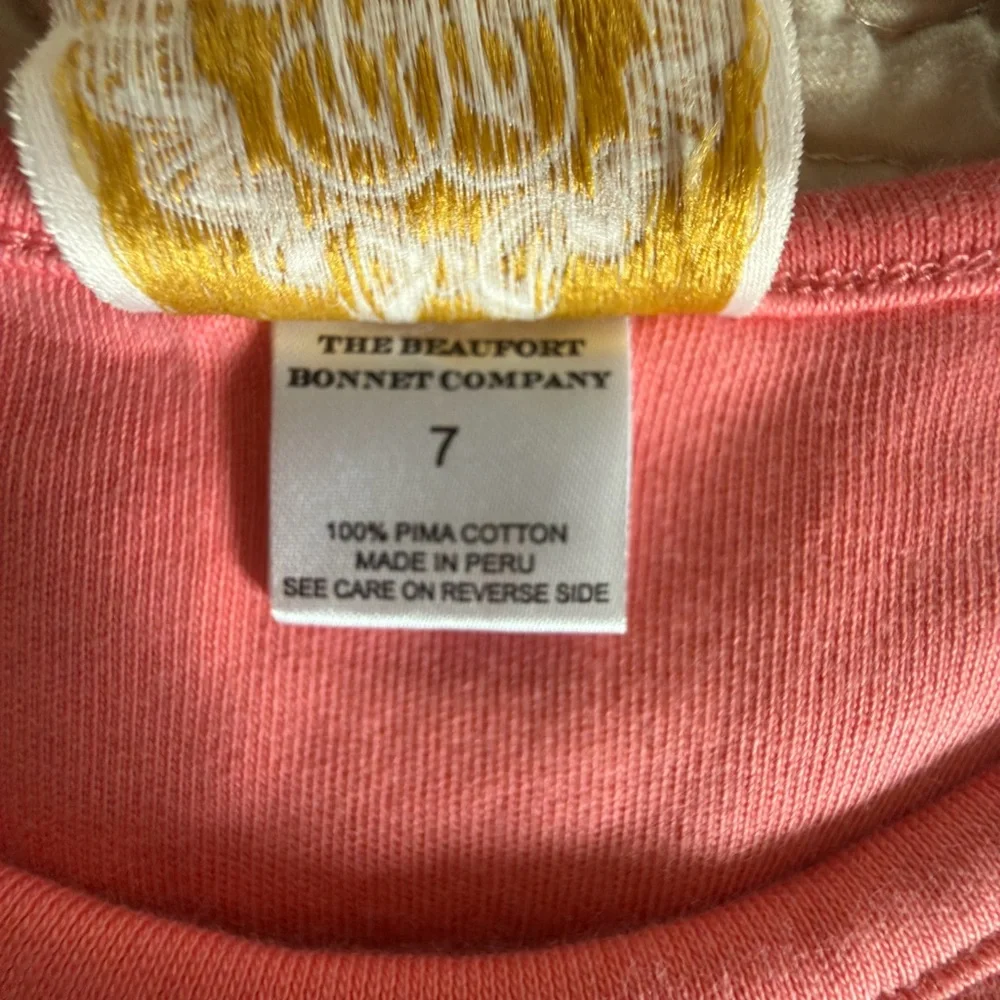 THE BEAUFORT
BONNET COMPANY
7
100% PIMA COTTON
MADE IN PERU
SEE CARE ON REVERSE SIDE